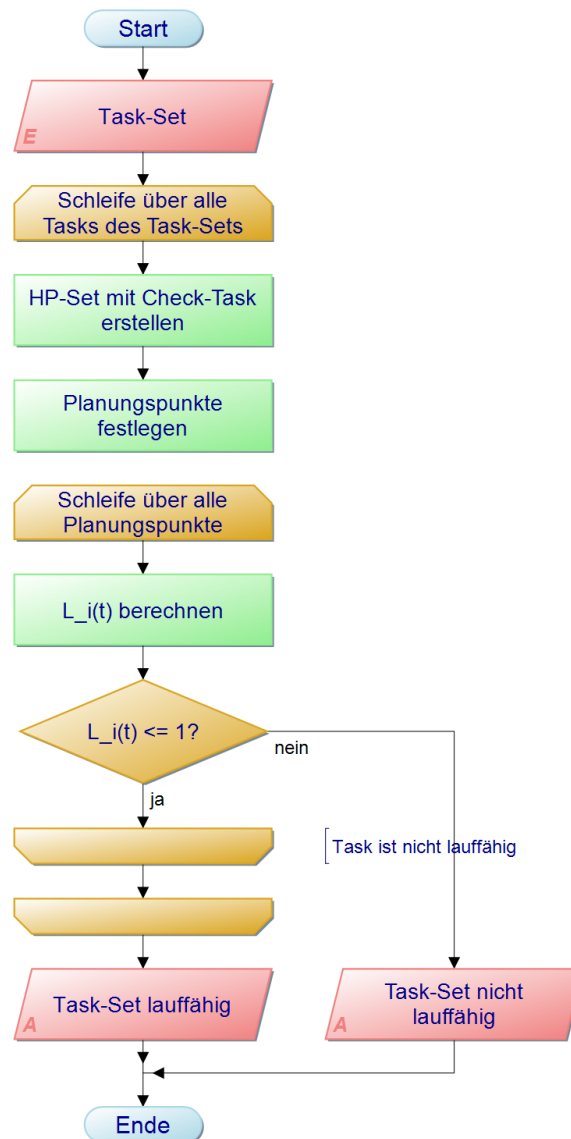 Start
Task-Set
E
Schleife über alle
Tasks des Task-Sets
HP-Set mit Check-Task
erstellen
Planungspunkte
festlegen
Schleife über alle
Planungspunkte
L_i(t) berechnen
L_i(t) <= 1?
nein
ja
Task ist nicht lauffähig
Task-Set lauffähig
A
Task-Set nicht
lauffähig
A
Ende